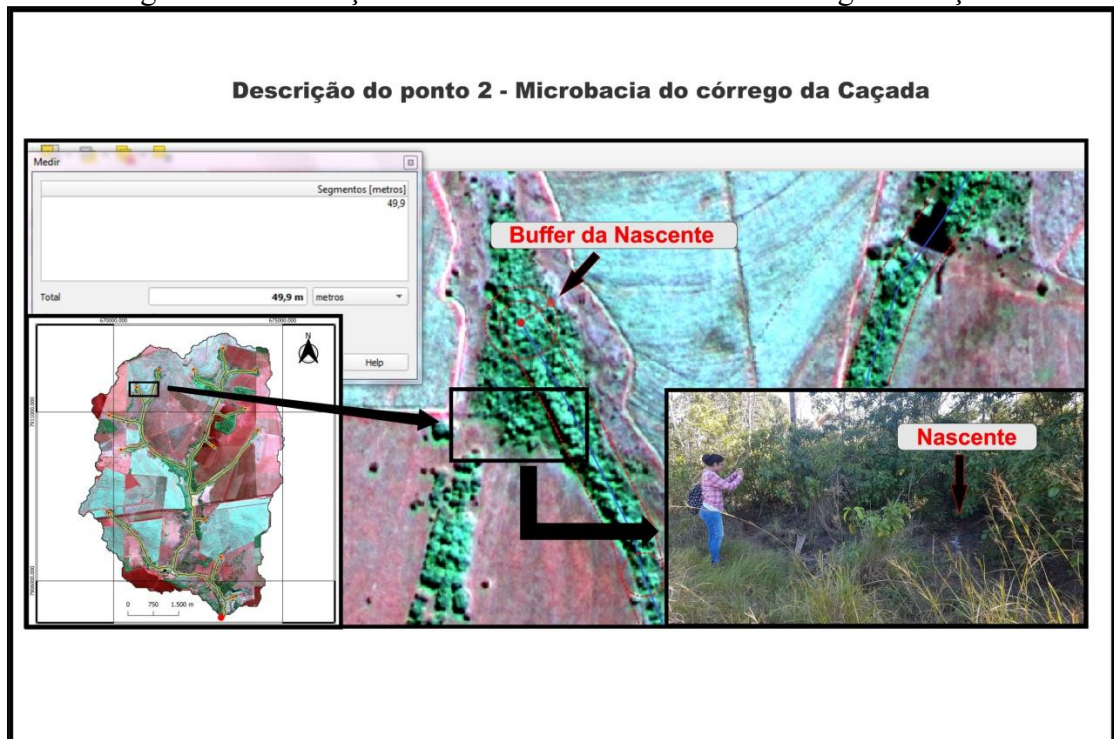 Descrição do ponto 2 - Microbacia do córrego da Caçada
Medir
Segmentos [metros]
49,9
Total
49,9 m
metros
Help
Buffer da Nascente
Nascente
670000.000
675000.000
N
0 750 1.500 m